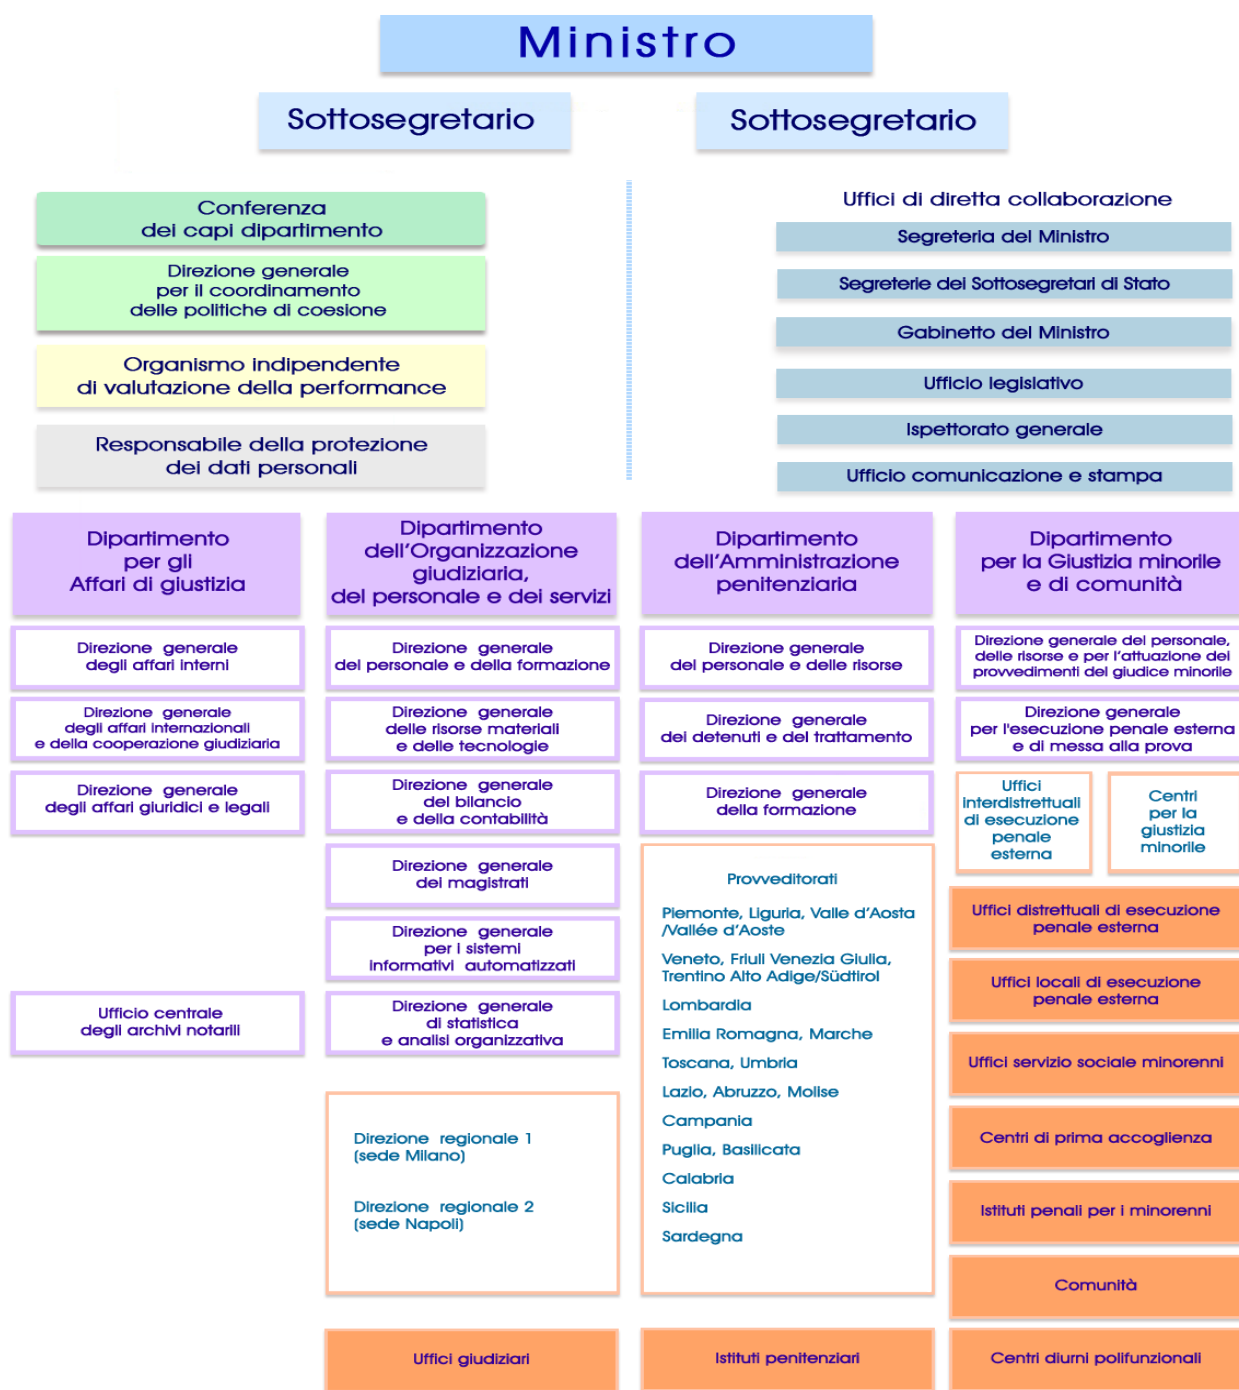 Ministro
Sottosegretario
Sottosegretario
Conferenza
dei capi dipartimento
Direzione generale
per il coordinamento
delle politiche di coesione
Organismo indipendente
di valutazione della performance
Responsabile della protezione
dei dati personali
Uffici di diretta collaborazione
Segreteria del Ministro
Segreterie dei Sottosegretari di Stato
Gabinetto del Ministro
Ufficio legislativo
Ispettorato generale
Ufficio comunicazione e stampa
Dipartimento
per gli
Affari di giustizia
Direzione generale
degli affari interni
Direzione generale
degli affari internazionali
e della cooperazione giudiziaria
Direzione generale
degli affari giuridici e legali
Ufficio centrale
degli archivi notarili
Dipartimento
dell'Organizzazione
giudiziaria,
del personale e dei servizi
Direzione generale
del personale e della formazione
Direzione generale
delle risorse materiali
e delle tecnologie
Direzione generale
del bilancio
e della contabilità
Direzione generale
dei magistrati
Direzione generale
per i sistemi
informativi automatizzati
Direzione generale
di statistica
e analisi organizzativa
Direzione regionale 1
(sede Milano)
Direzione regionale 2
(sede Napoli)
Uffici giudiziari
Dipartimento
dell'Amministrazione
penitenziaria
Direzione generale
del personale e delle risorse
Direzione generale
dei detenuti e del trattamento
Direzione generale
della formazione
Provveditorati
Piemonte, Liguria, Valle d'Aosta
/Vallée d'Aoste
Veneto, Friuli Venezia Giulia,
Trentino Alto Adige/Südtirol
Lombardia
Emilia Romagna, Marche
Toscana, Umbria
Lazio, Abruzzo, Molise
Campania
Puglia, Basilicata
Calabria
Sicilia
Sardegna
Istituti penitenziari
Dipartimento
per la Giustizia minorile
e di comunità
Direzione generale del personale,
delle risorse e per l'attuazione dei
provvedimenti del giudice minorile
Direzione generale
per l'esecuzione penale esterna
e di messa alla prova
Uffici
interdistrettuali
di esecuzione
penale
esterna
Centri
per la
giustizia
minorile
Uffici distrettuali di esecuzione
penale esterna
Uffici locali di esecuzione
penale esterna
Uffici servizio sociale minorenni
Centri di prima accoglienza
Istituti penali per i minorenni
Comunità
Centri diurni polifunzionali